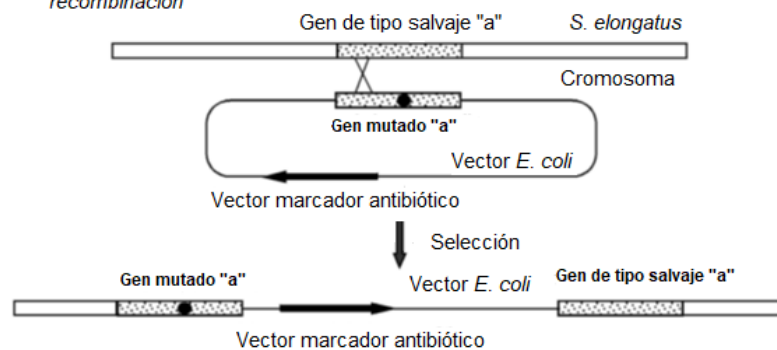 recombinación
Gen de tipo salvaje "a"
S. elongatus
Cromosoma
Gen mutado "a"
Vector E. coli
Vector marcador antibiótico
Selección
Gen mutado "a"
Vector E. coli
Gen de tipo salvaje "a"
Vector marcador antibiótico